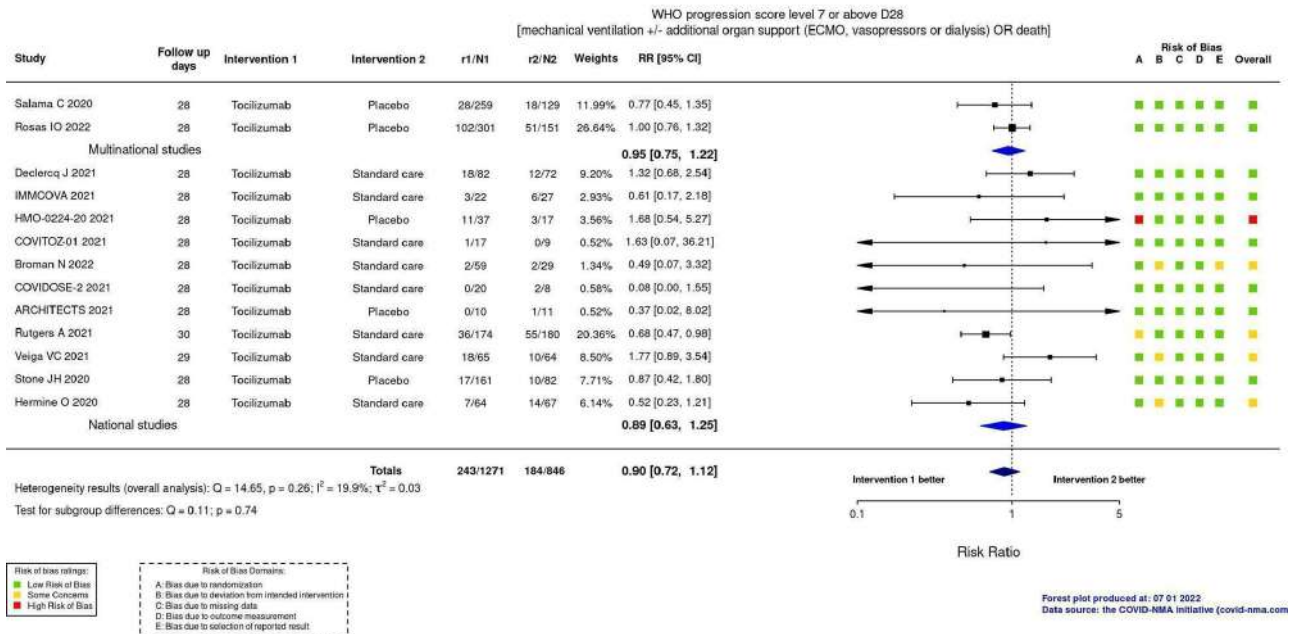 WHO progression score level 7 or above D28
[mechanical ventilation +/- additional organ support (ECMO, vasopressors or dialysis) OR death]
Study Follow up days Intervention 1 Intervention 2 r1/N1 r2/N2 Weights RR [95% CI] Risk of Bias A B C D E Overall
Salama C 2020 28 Tocilizumab Placebo 28/259 18/129 11.99% 0.77 [0.45, 1.35]
Rosas IO 2022 28 Tocilizumab Placebo 102/301 51/151 26.64% 1.00 [0.76, 1.32]
Multinational studies 0.95 [0.75, 1.22]
Declercq J 2021 28 Tocilizumab Standard care 18/82 12/72 9.20% 1.32 [0.68, 2.54]
IMMCOVA 2021 28 Tocilizumab Standard care 3/22 6/27 2.93% 0.61 [0.17, 2.18]
HMO-0224-20 2021 28 Tocilizumab Placebo 11/37 3/17 3.56% 1.68 [0.54, 5.27]
COVITOZ-01 2021 28 Tocilizumab Standard care 1/17 0/9 0.52% 1.63 [0.07, 36.21]
Broman N 2022 28 Tocilizumab Standard care 2/59 2/29 1.34% 0.49 [0.07, 3.32]
COVIDOSE-2 2021 28 Tocilizumab Standard care 0/20 2/8 0.58% 0.08 [0.00, 1.55]
ARCHITECTS 2021 28 Tocilizumab Placebo 0/10 1/11 0.52% 0.37 [0.02, 8.02]
Rutgers A 2021 30 Tocilizumab Standard care 36/174 55/180 20.36% 0.68 [0.47, 0.98]
Veiga VC 2021 29 Tocilizumab Standard care 18/65 10/64 8.50% 1.77 [0.89, 3.54]
Stone JH 2020 28 Tocilizumab Placebo 17/161 10/82 7.71% 0.87 [0.42, 1.80]
Hermine O 2020 28 Tocilizumab Standard care 7/64 14/67 6.14% 0.52 [0.23, 1.21]
National studies 0.89 [0.63, 1.25]
Totals 243/1271 184/846 0.90 [0.72, 1.12]
Heterogeneity results (overall analysis): Q = 14.65, p = 0.26; I² = 19.9%; τ² = 0.03
Test for subgroup differences: Q = 0.11; p = 0.74
Intervention 1 better Intervention 2 better
0.1 1 5
Risk Ratio
Risk of bias ratings:
Low Risk of Bias
Some Concerns
High Risk of Bias
Risk of Bias Domains:
A: Bias due to randomization
B: Bias due to deviation from intended intervention
C: Bias due to missing data
D: Bias due to outcome measurement
E: Bias due to selection of reported result
Forest plot produced at: 07 01 2022
Data source: the COVID-NMA initiative (covid-nma.com